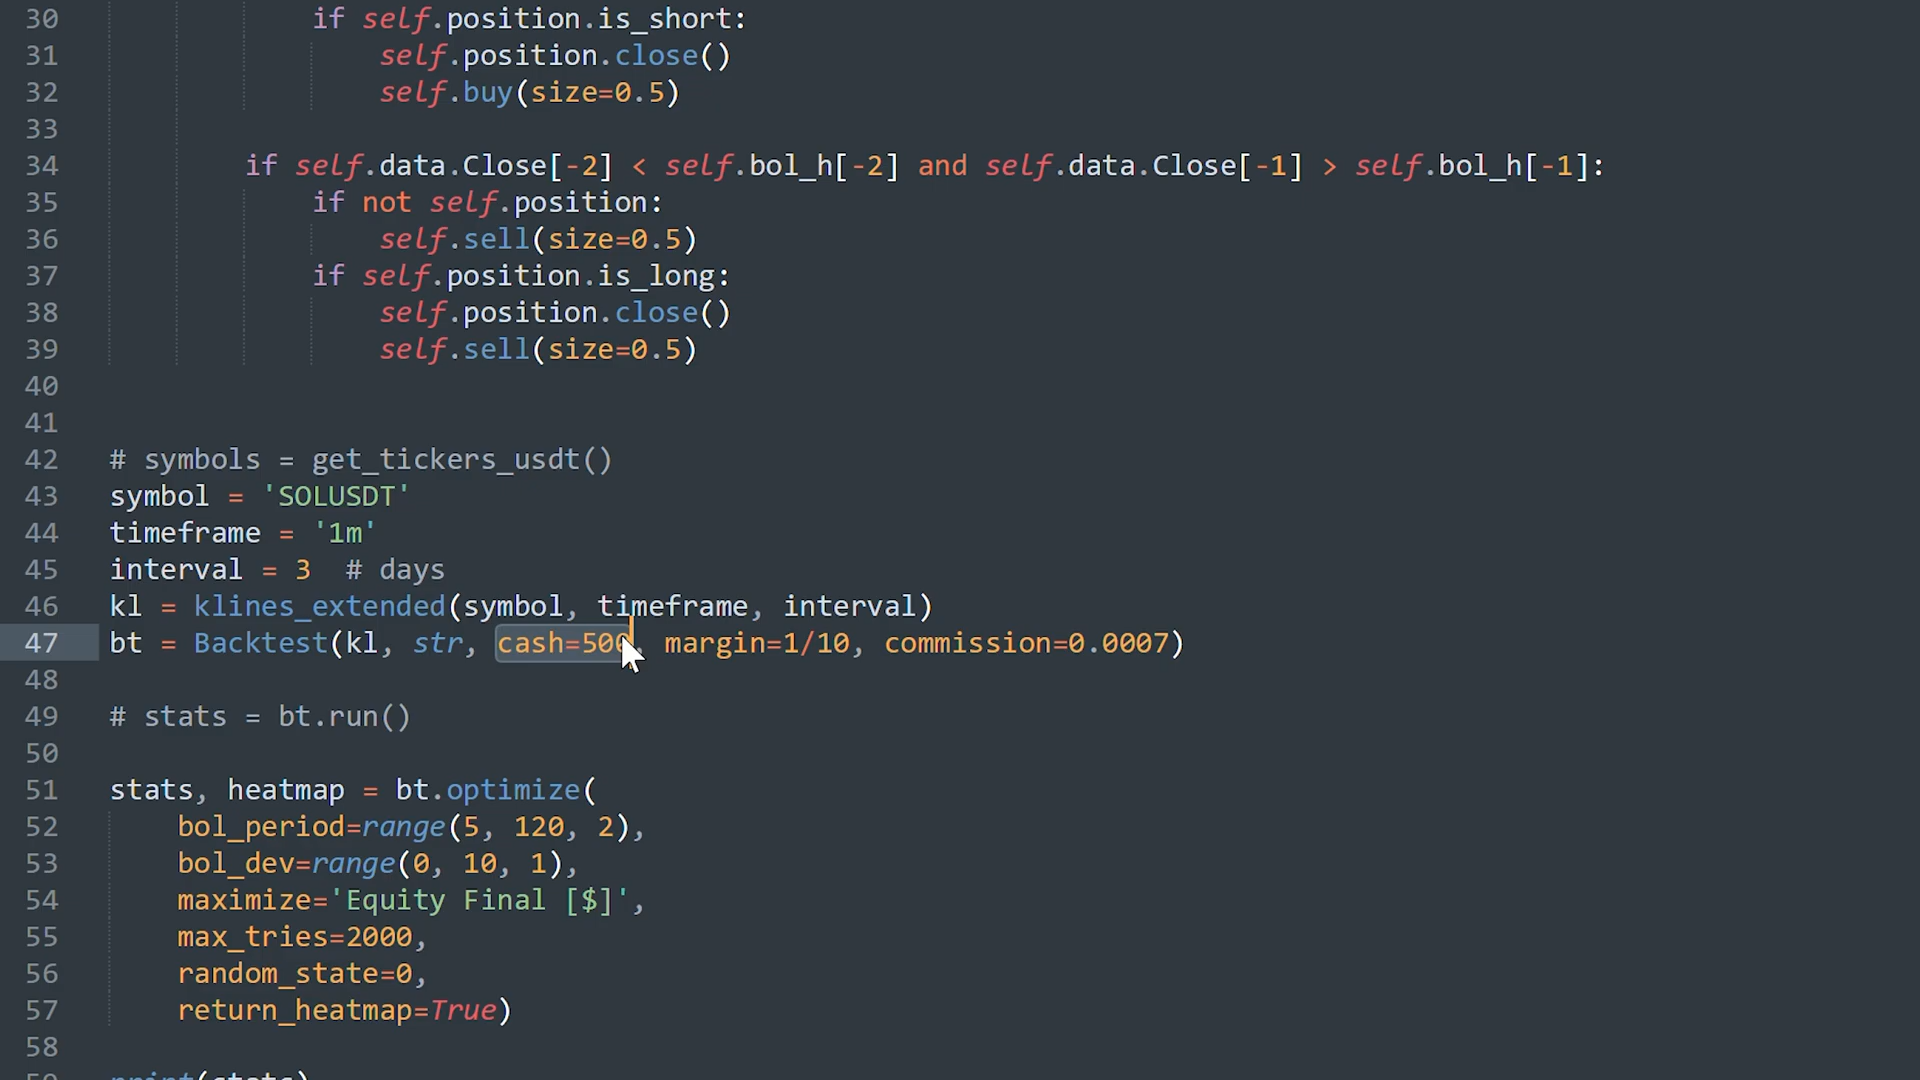 30 if self.position.is_short:
31 self.position.close()
32 self.buy(size=0.5)
33
34 if self.data.Close[-2] < self.bol_h[-2] and self.data.Close[-1] > self.bol_h[-1]:
35 if not self.position:
36 self.sell(size=0.5)
37 if self.position.is_long:
38 self.position.close()
39 self.sell(size=0.5)
40
41
42 # symbols = get_tickers_usdt()
43 symbol = 'SOLUSDT'
44 timeframe = '1m'
45 interval = 3  # days
46 kl = klines_extended(symbol, timeframe, interval)
47 bt = Backtest(kl, str, cash=500, margin=1/10, commission=0.0007)
48
49 # stats = bt.run()
50
51 stats, heatmap = bt.optimize(
52 bol_period=range(5, 120, 2),
53 bol_dev=range(0, 10, 1),
54 maximize='Equity Final [$]',
55 max_tries=2000,
56 random_state=0,
57 return_heatmap=True)
58
print(stats)